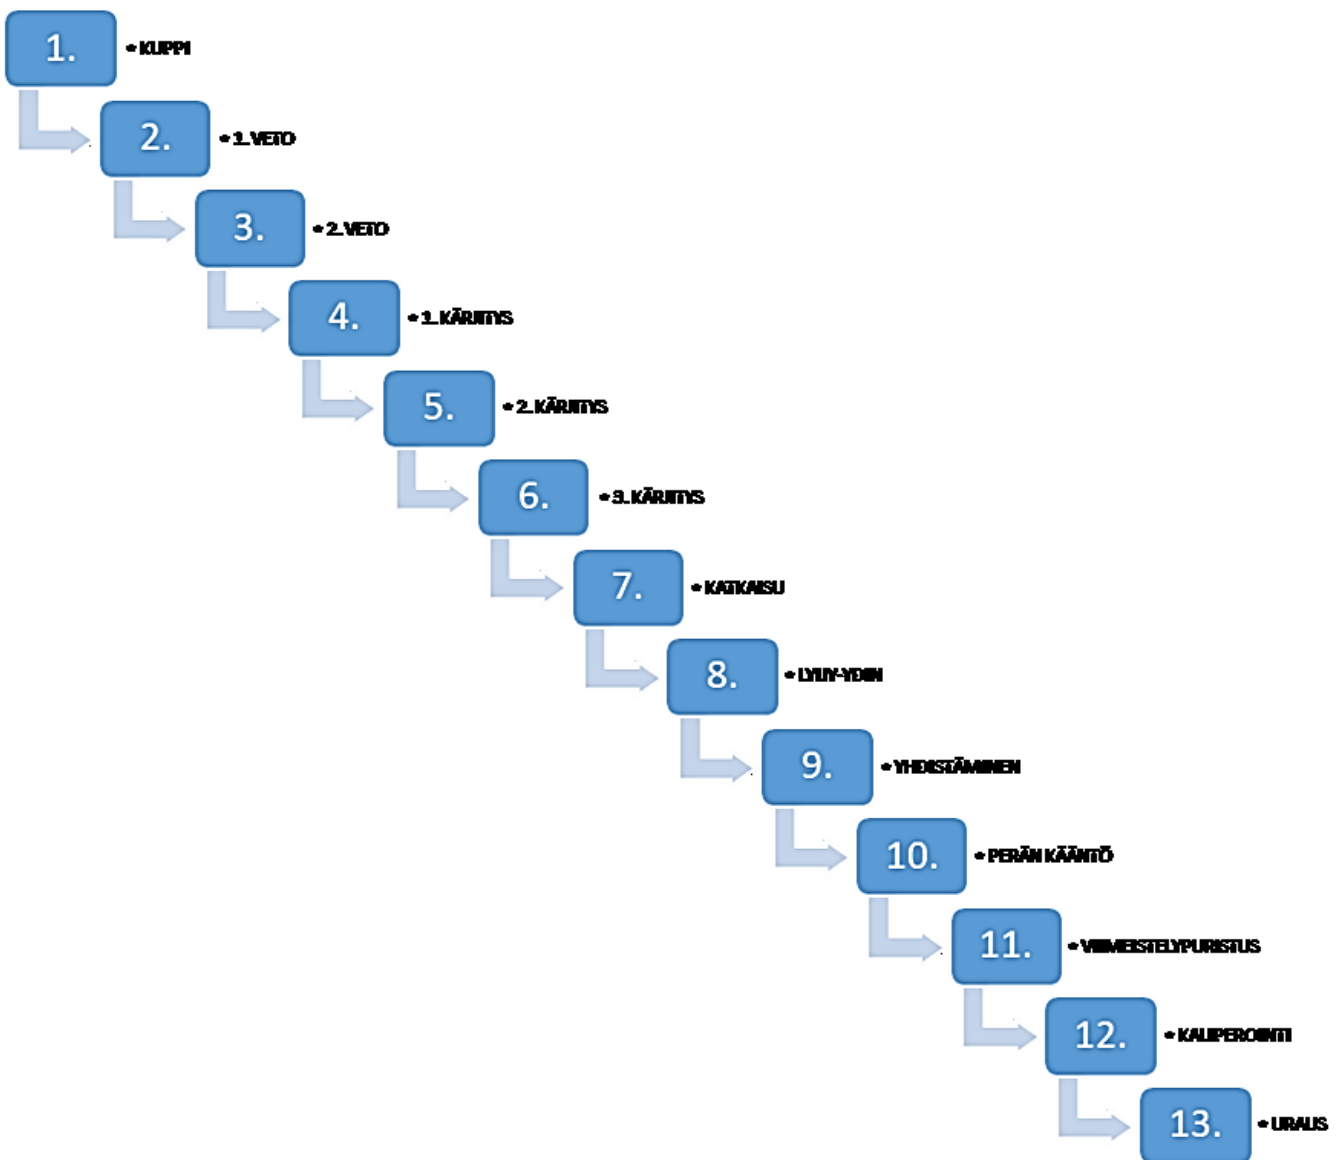 1. • KUPPI
2. • 1. VETO
3. • 2. VETO
4. • 1. KÄRJITYS
5. • 2. KÄRJITYS
6. • 3. KÄRJITYS
7. • KATKAISU
8. • LYIJY-YDIN
9. • YHDISTÄMINEN
10. • PERÄN KÄÄNTÖ
11. • VIIMEISTELYPURISTUS
12. • KALIPEROINTI
13. • URAUS